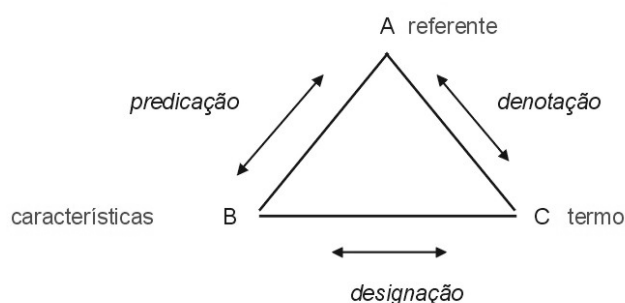 A referente
predicação
denotação
características B
C termo
designação